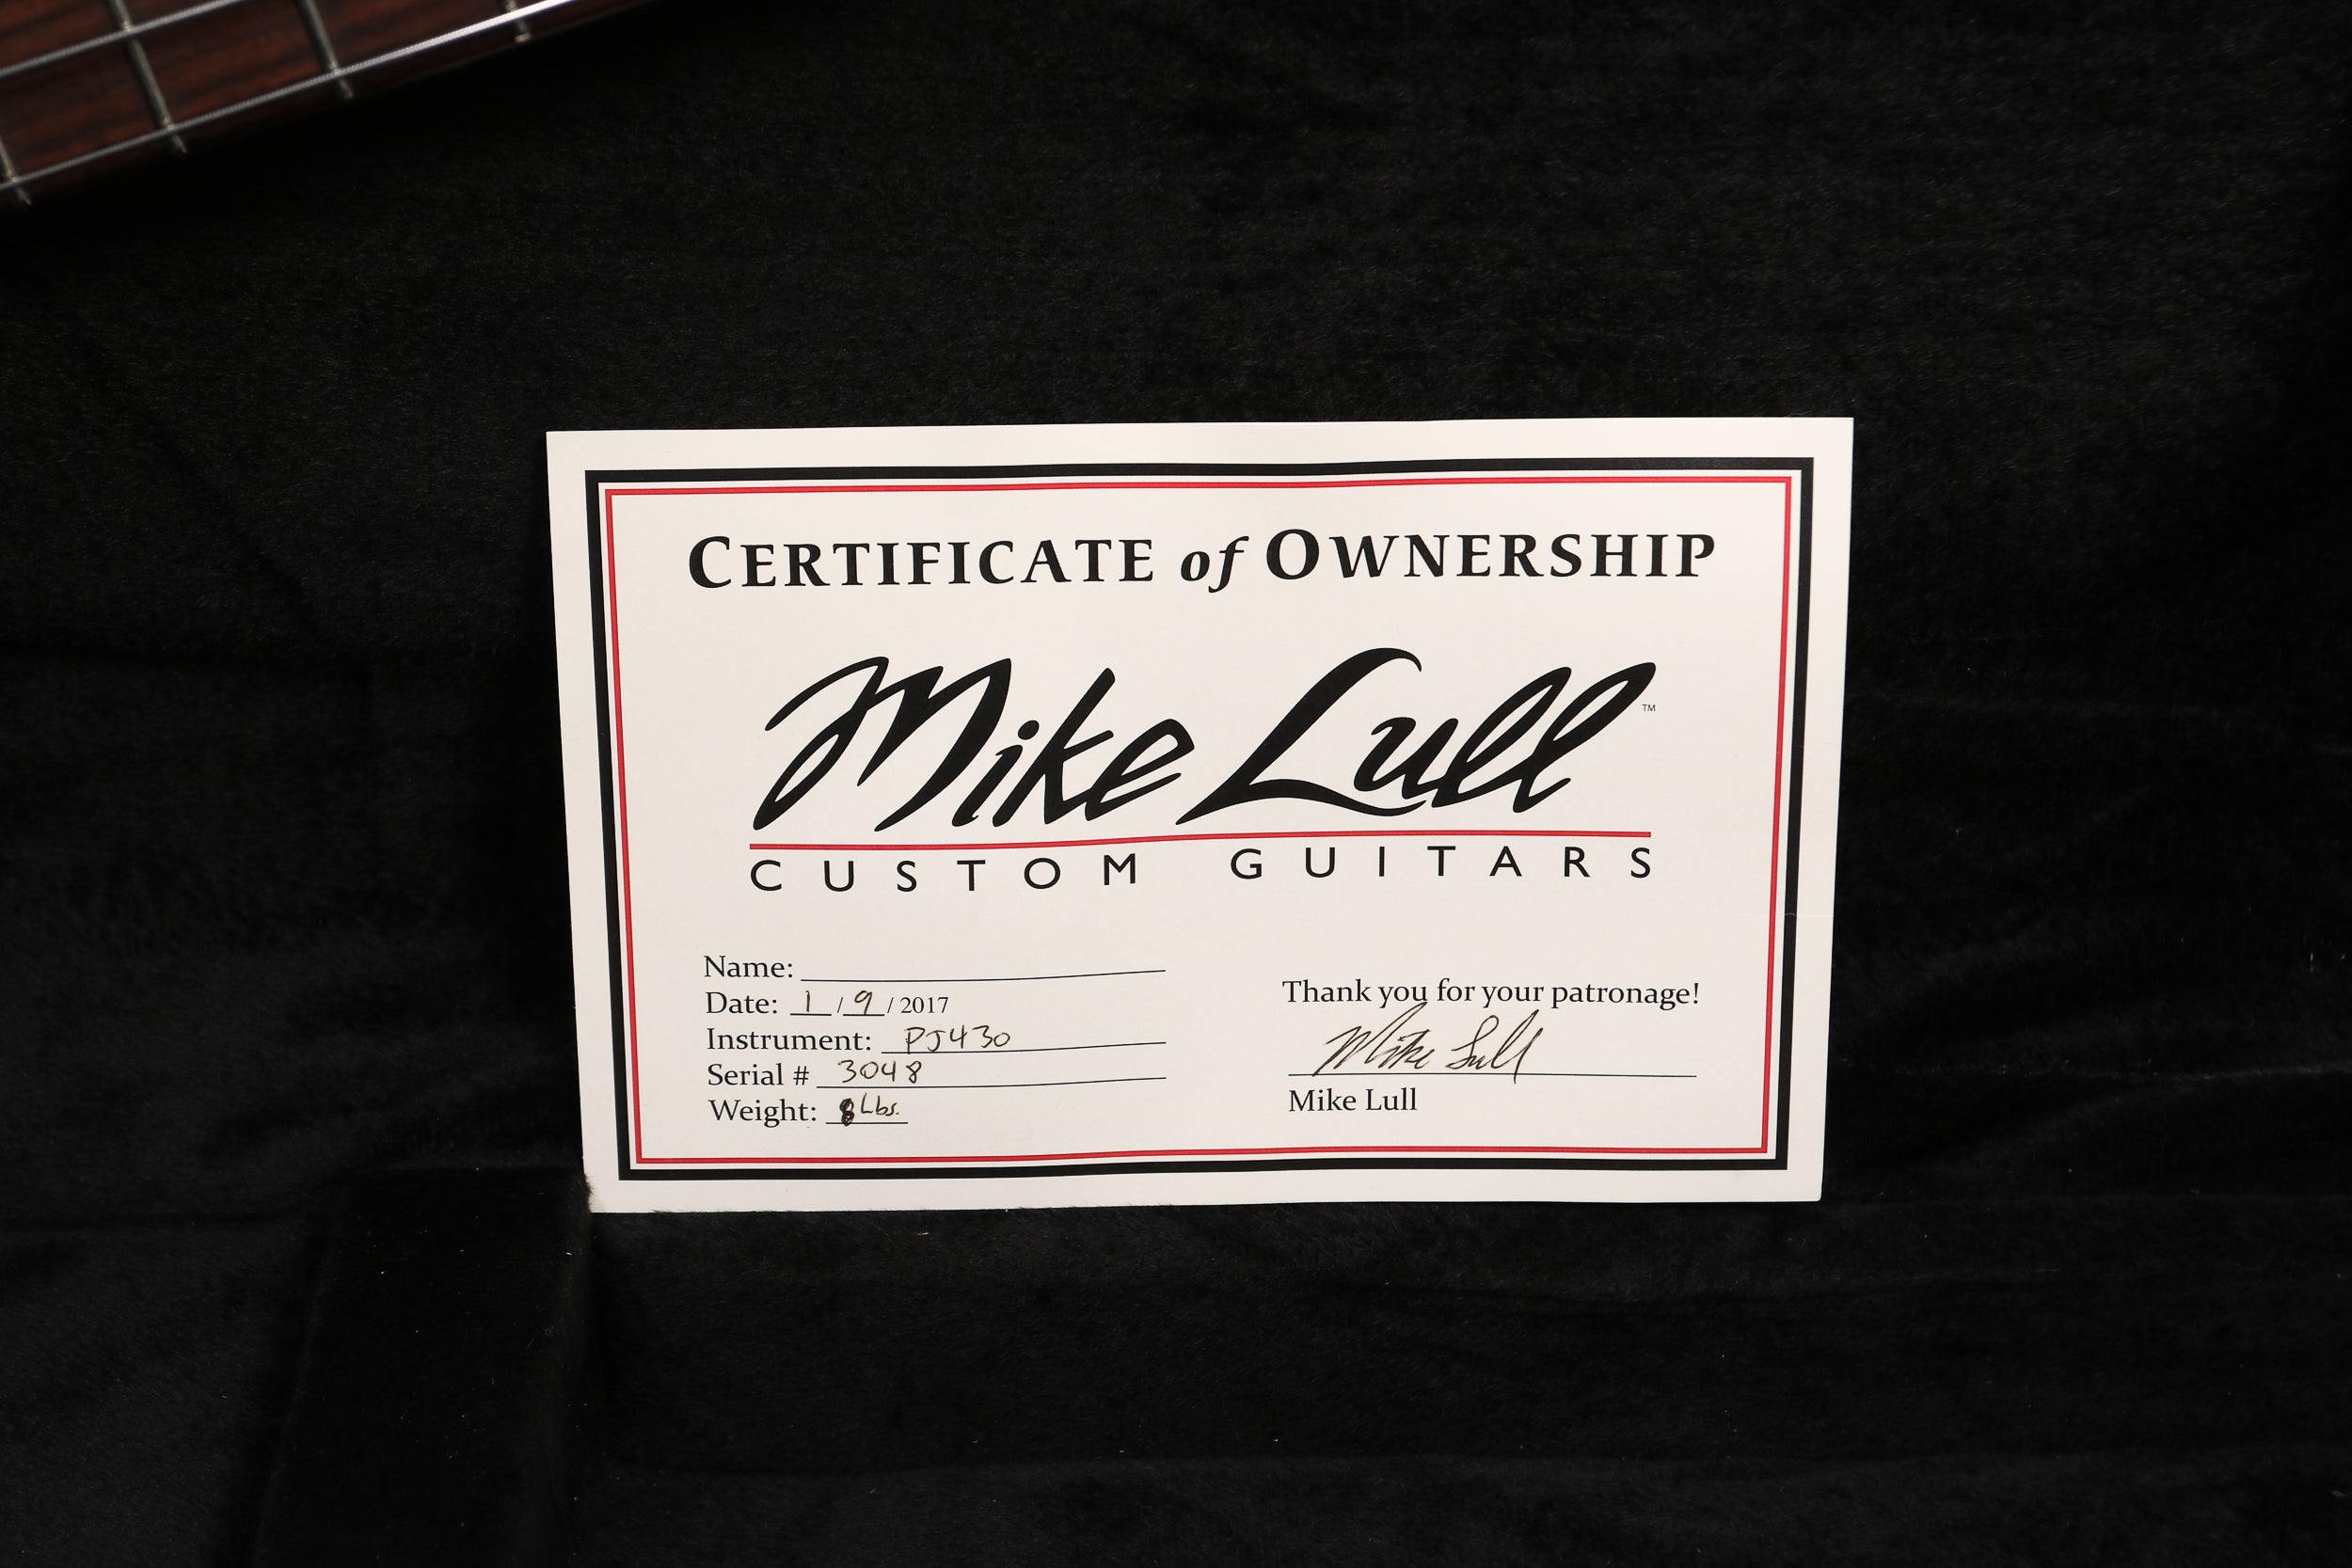 CERTIFICATE of OWNERSHIP
Mike Lull ™
CUSTOM GUITARS
Name:
Date: 1 / 9 / 2017
Instrument: PJ430
Serial # 3048
Weight: 8 Lbs.
Thank you for your patronage!
Mike Lull
Mike Lull